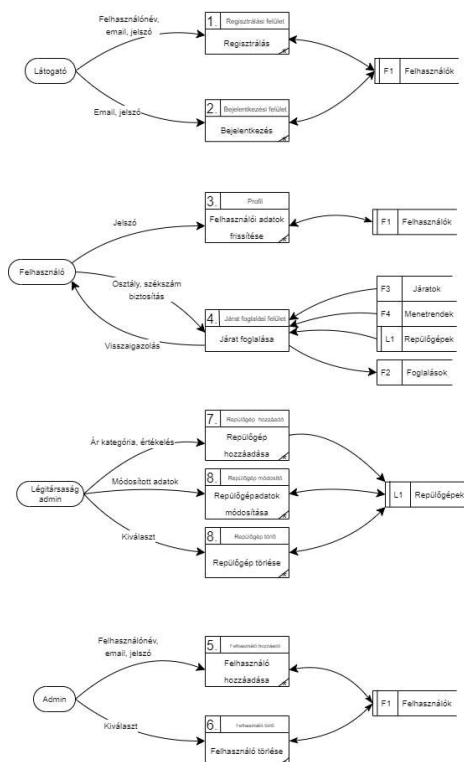 Felhasználónév,
email, jelszó
1.
Regisztrálási felület
Regisztrálás
Látogató
F1
Felhasználók
Email, jelszó
2.
Bejelentkezési felület
Bejelentkezés
3.
Profil
Felhasználói adatok
frissítése
F1
Felhasználók
Jelszó
Felhasználó
Osztály, székszám
biztosítás
Visszaigazolás
4.
Járat foglalási felület
Járat foglalása
F3
Járatok
F4
Menetrendek
L1
Repülőgépek
F2
Foglalások
7.
Repülőgép hozzáadó
Repülőgép
hozzáadása
Ár kategória, értékelés
Légitársaság
admin
Módosított adatok
8.
Repülőgép módosító
Repülőgépadatok
módosítása
L1
Repülőgépek
Kiválaszt
8.
Repülőgép törlő
Repülőgép törlése
Felhasználónév,
email, jelszó
5.
Felhasználó hozzáadó
Felhasználó
hozzáadása
Admin
F1
Felhasználók
Kiválaszt
6.
Felhasználó törlő
Felhasználó törlése